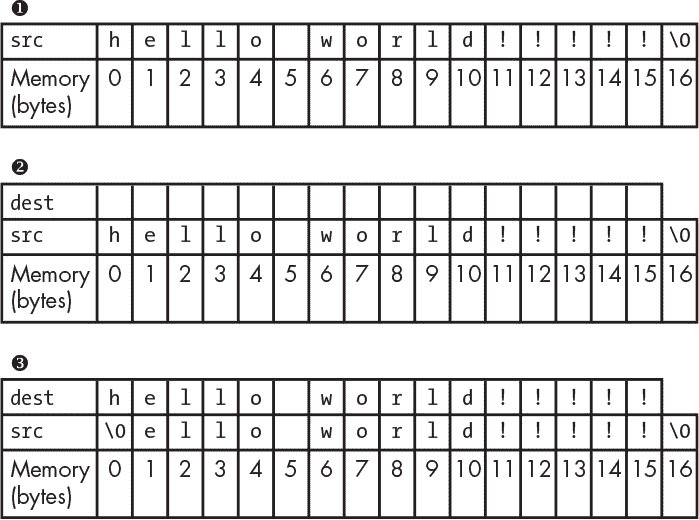 ❶
src h e l l o w o r l d ! ! ! ! ! \0
Memory (bytes) 0 1 2 3 4 5 6 7 8 9 10 11 12 13 14 15 16
❷
dest
src h e l l o w o r l d ! ! ! ! ! \0
Memory (bytes) 0 1 2 3 4 5 6 7 8 9 10 11 12 13 14 15 16
❸
dest h e l l o w o r l d ! ! ! ! !
src \0 e l l o w o r l d ! ! ! ! ! \0
Memory (bytes) 0 1 2 3 4 5 6 7 8 9 10 11 12 13 14 15 16